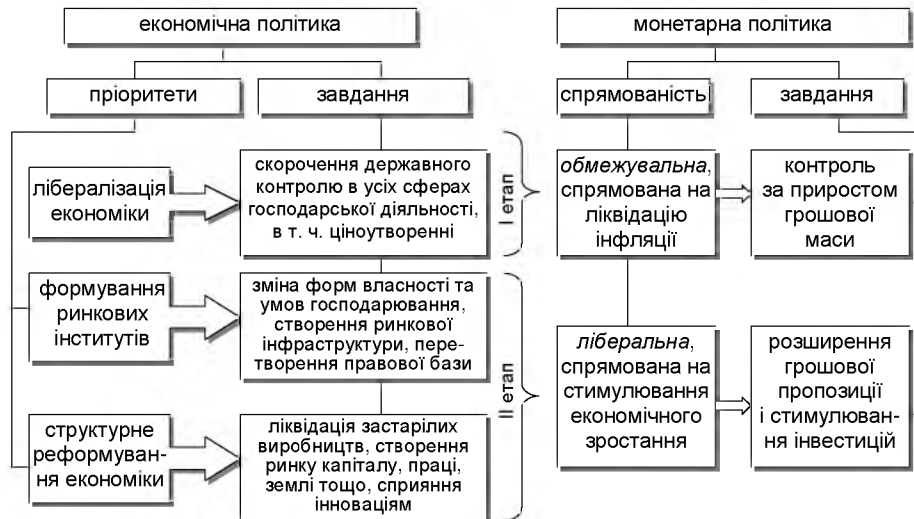 економічна політика
монетарна політика
пріоритети
завдання
спрямованість
завдання
лібералізація
економіки
скорочення державного
контролю в усіх сферах
господарської діяльності,
в т. ч. ціноутворенні
І етап
обмежувальна,
спрямована на
ліквідацію
інфляції
контроль
за приростом
грошової
маси
формування
ринкових
інститутів
зміна форм власності та
умов господарювання,
створення ринкової
інфраструктури, пере-
творення правової бази
ІІ етап
ліберальна,
спрямована на
стимулювання
економічного
зростання
розширення
грошової
пропозиції
і стимулюван-
ня інвестицій
структурне
реформуван-
ня економіки
ліквідація застарілих
виробництв, створення
ринку капіталу, праці,
землі тощо, сприяння
інноваціям